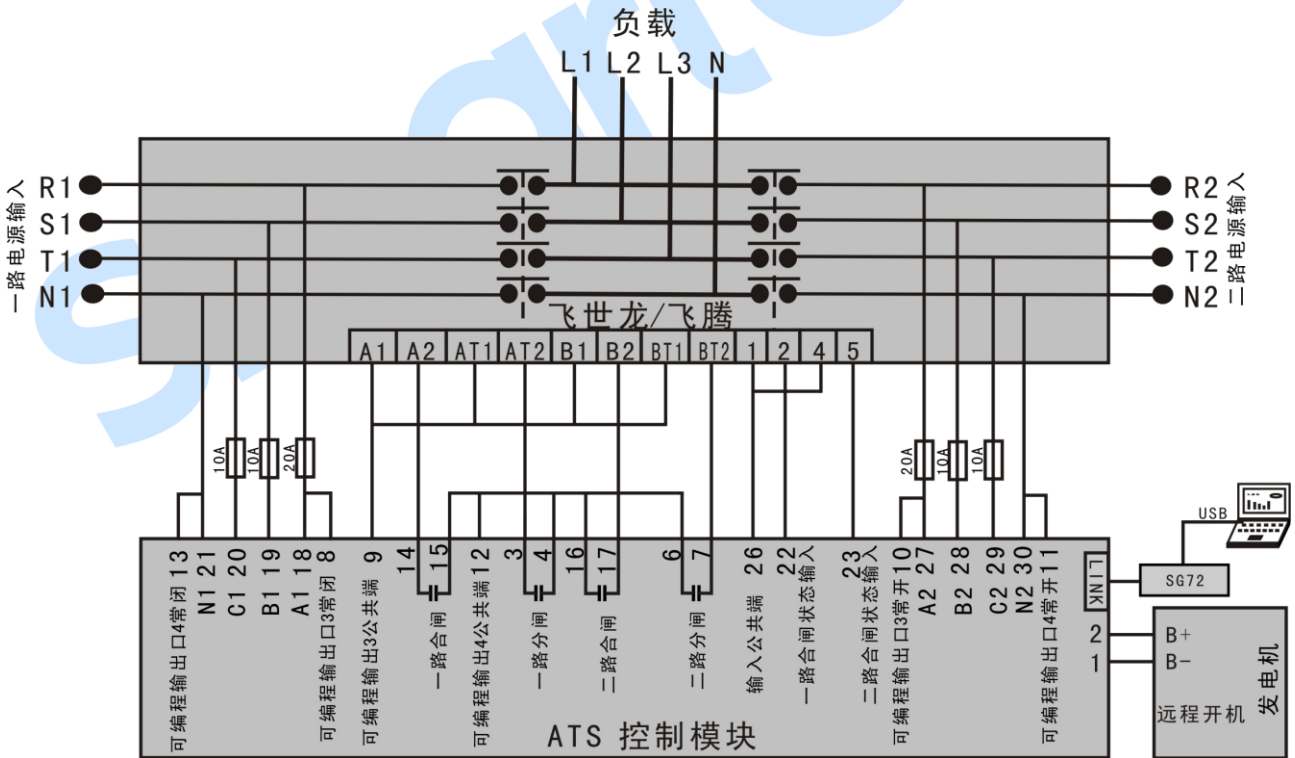 负载
L1 L2 L3 N
一路电源输入
R1
S1
T1
N1
R2
S2
T2
N2
二路电源输入
飞世龙/飞腾
A1 A2 AT1 AT2 B1 B2 BT1 BT2 1 2 4 5
10A 10A 20A
20A 10A 10A
可编程输出口4常闭 13
N1 21
C1 20
B1 19
A1 18
可编程输出口3常闭 8
可编程输出3公共端 9
14 15
一路合闸
可编程输出4公共端 12
3 4
一路分闸
16 17
二路合闸
6 7
二路分闸
输入公共端 26
一路合闸状态输入 22
二路合闸状态输入 23
可编程输出口3常开 10
A2 27
B2 28
C2 29
N2 30
可编程输出口4常开 11
LINK
2
1
ATS 控制模块
USB
SG72
B+
B-
远程开机
发电机